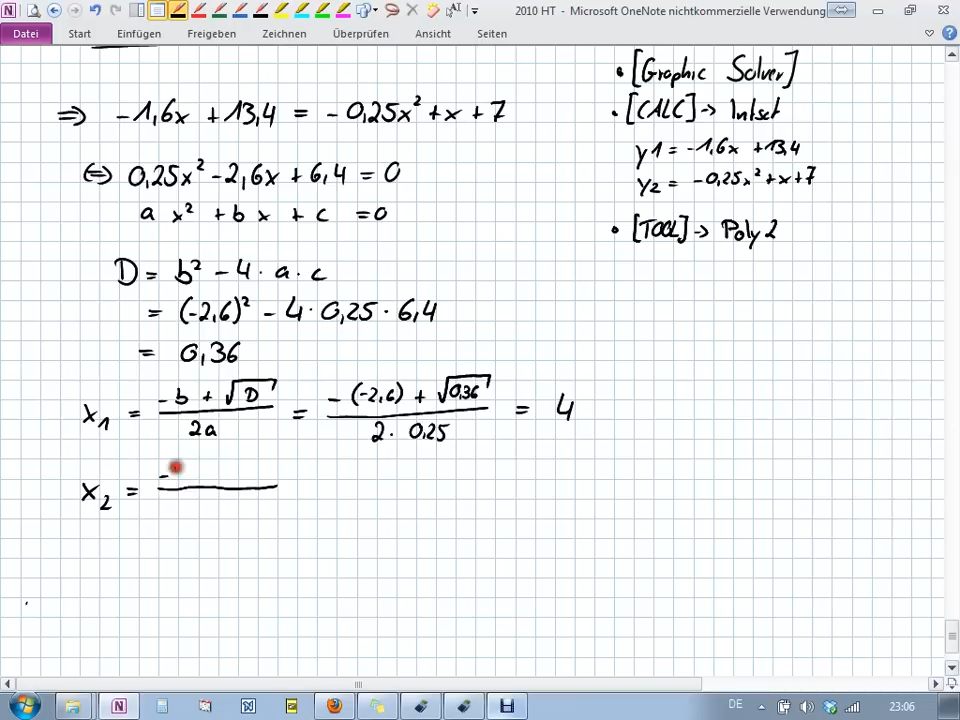 2010 HT - Microsoft OneNote nichtkommerzielle Verwendung
Datei Start Einfügen Freigeben Zeichnen Überprüfen Ansicht Seiten
⇒ -1,6x + 13,4 = -0,25x² + x + 7
⇔ 0,25x² - 2,6x + 6,4 = 0
a x² + b x + c = 0
D = b² - 4 · a · c
= (-2,6)² - 4 · 0,25 · 6,4
= 0,36
x₁ = (-b + √D)/(2a) = (-(-2,6) + √0,36)/(2 · 0,25) = 4
x₂ = -
• [Graphic Solver]
• [CALC] → Intsct
y1 = -1,6x + 13,4
y2 = -0,25x² + x + 7
• [TOOL] → Poly 2
DE 23:06